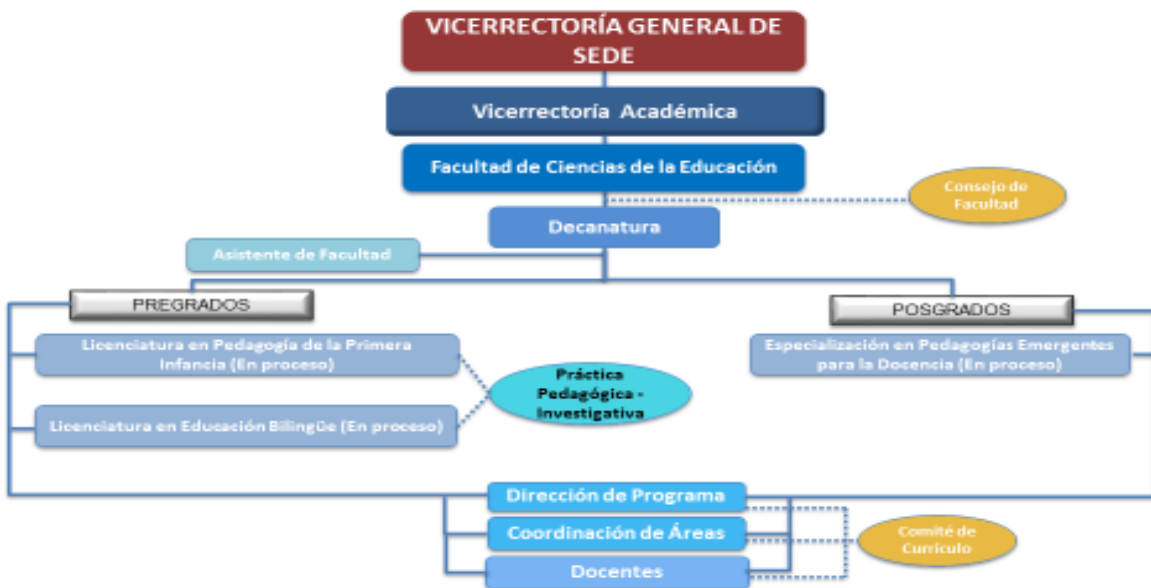 VICERRECTORÍA GENERAL DE
SEDE
Vicerrectoría Académica
Facultad de Ciencias de la Educación
Consejo de
Facultad
Decanatura
Asistente de Facultad
PREGRADOS
POSGRADOS
Licenciatura en Pedagogía de la Primera
Infancia (En proceso)
Especialización en Pedagogías Emergentes
para la Docencia (En proceso)
Práctica
Pedagógica -
Investigativa
Licenciatura en Educación Bilingüe (En proceso)
Dirección de Programa
Coordinación de Áreas
Comité de
Currículo
Docentes